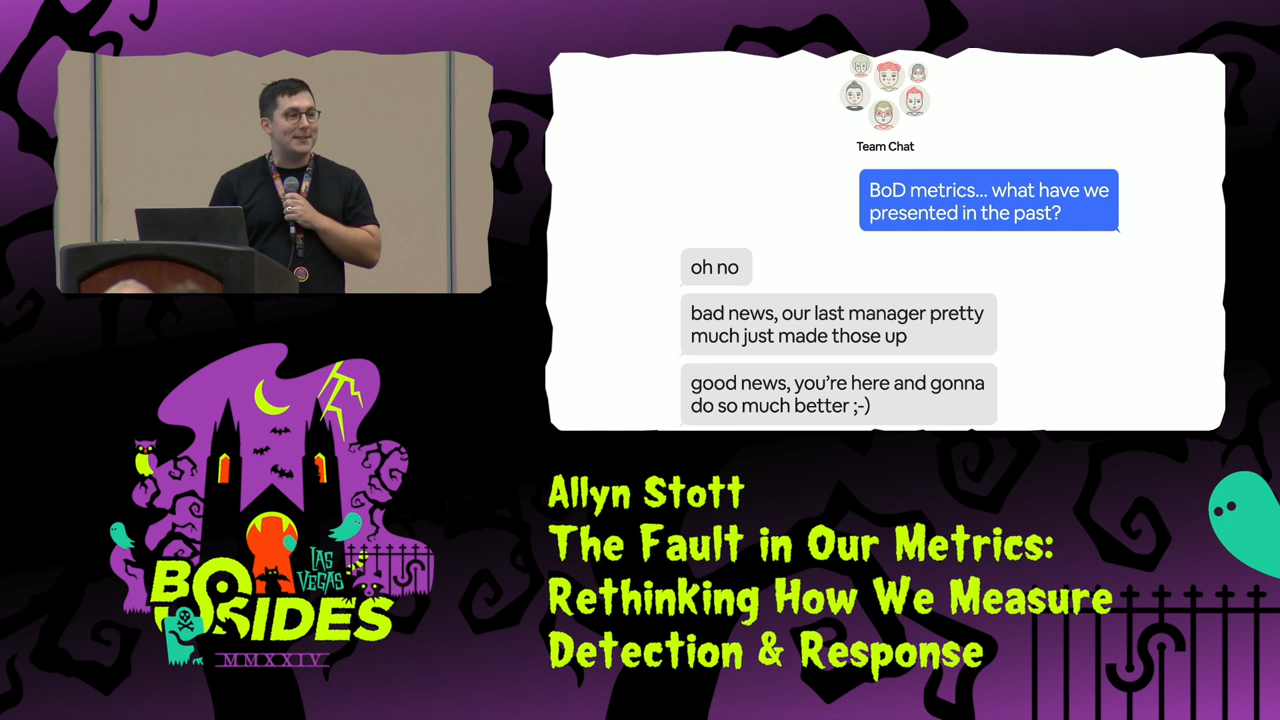 Team Chat
BoD metrics... what have we
presented in the past?
oh no
bad news, our last manager pretty
much just made those up
good news, you're here and gonna
do so much better ;-)
Allyn Stott
The Fault in Our Metrics:
Rethinking How We Measure
Detection & Response
LAS
VEGAS
BSIDES
MMXXIV